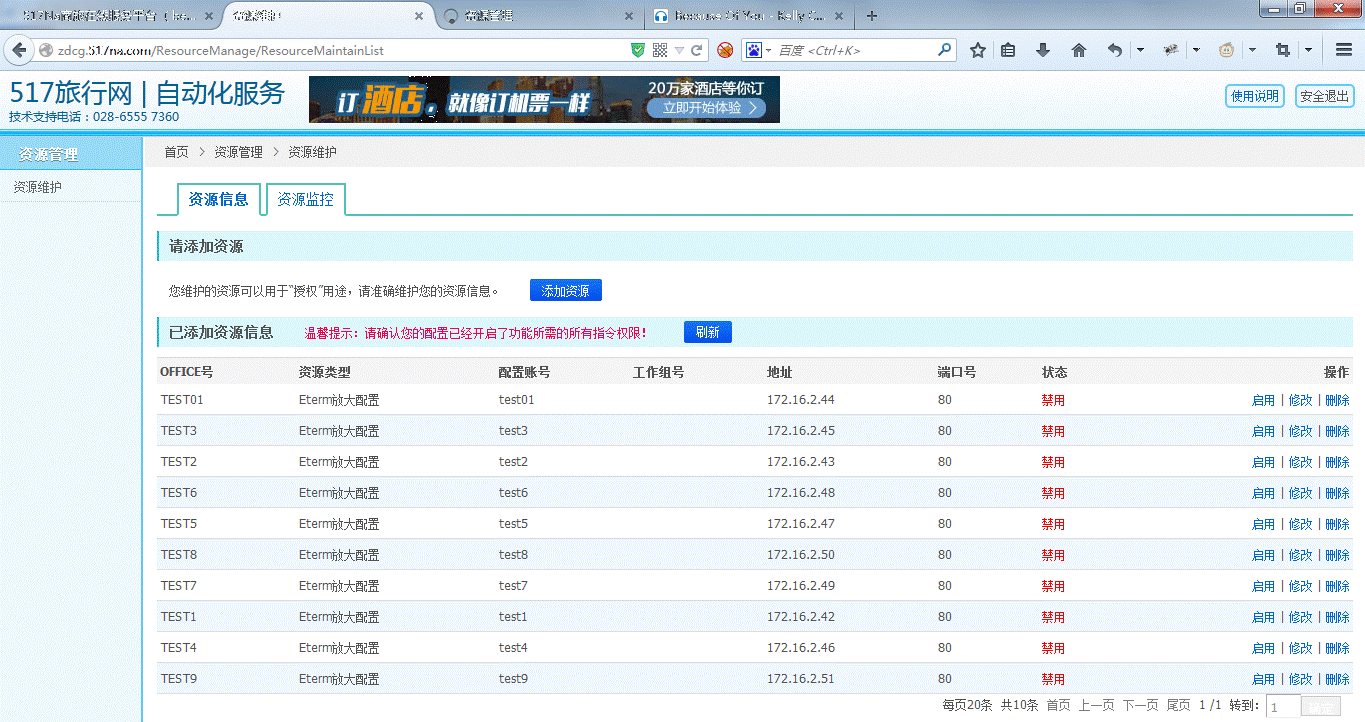 Because Of You - Kelly C...
zdcg.517na.com/ResourceManage/ResourceMaintainList
百度 <Ctrl+K>
517旅行网 | 自动化服务
技术支持电话：028-6555 7360
订 酒店，就像订机票一样
20万家酒店等你订
立即开始体验
使用说明 安全退出
资源管理
资源维护
首页 > 资源管理 > 资源维护
资源信息 资源监控
请添加资源
您维护的资源可以用于"授权"用途，请准确维护您的资源信息。 添加资源
已添加资源信息 温馨提示：请确认您的配置已经开启了功能所需的所有指令权限！ 刷新
OFFICE号 资源类型 配置账号 工作组号 地址 端口号 状态 操作
TEST01 Eterm放大配置 test01 172.16.2.44 80 禁用 启用 | 修改 | 删除
TEST3 Eterm放大配置 test3 172.16.2.45 80 禁用 启用 | 修改 | 删除
TEST2 Eterm放大配置 test2 172.16.2.43 80 禁用 启用 | 修改 | 删除
TEST6 Eterm放大配置 test6 172.16.2.48 80 禁用 启用 | 修改 | 删除
TEST5 Eterm放大配置 test5 172.16.2.47 80 禁用 启用 | 修改 | 删除
TEST8 Eterm放大配置 test8 172.16.2.50 80 禁用 启用 | 修改 | 删除
TEST7 Eterm放大配置 test7 172.16.2.49 80 禁用 启用 | 修改 | 删除
TEST1 Eterm放大配置 test1 172.16.2.42 80 禁用 启用 | 修改 | 删除
TEST4 Eterm放大配置 test4 172.16.2.46 80 禁用 启用 | 修改 | 删除
TEST9 Eterm放大配置 test9 172.16.2.51 80 禁用 启用 | 修改 | 删除
每页20条 共10条 首页 上一页 下一页 尾页 1 /1 转到： 1